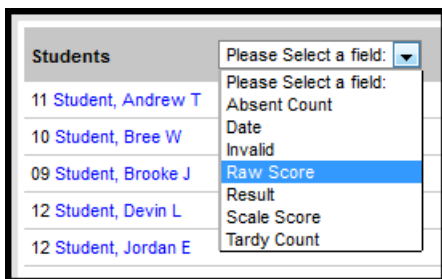 Students Please Select a field:
Please Select a field:
11 Student, Andrew T Absent Count
Date
10 Student, Bree W Invalid
09 Student, Brooke J Raw Score
Result
12 Student, Devin L Scale Score
12 Student, Jordan E Tardy Count